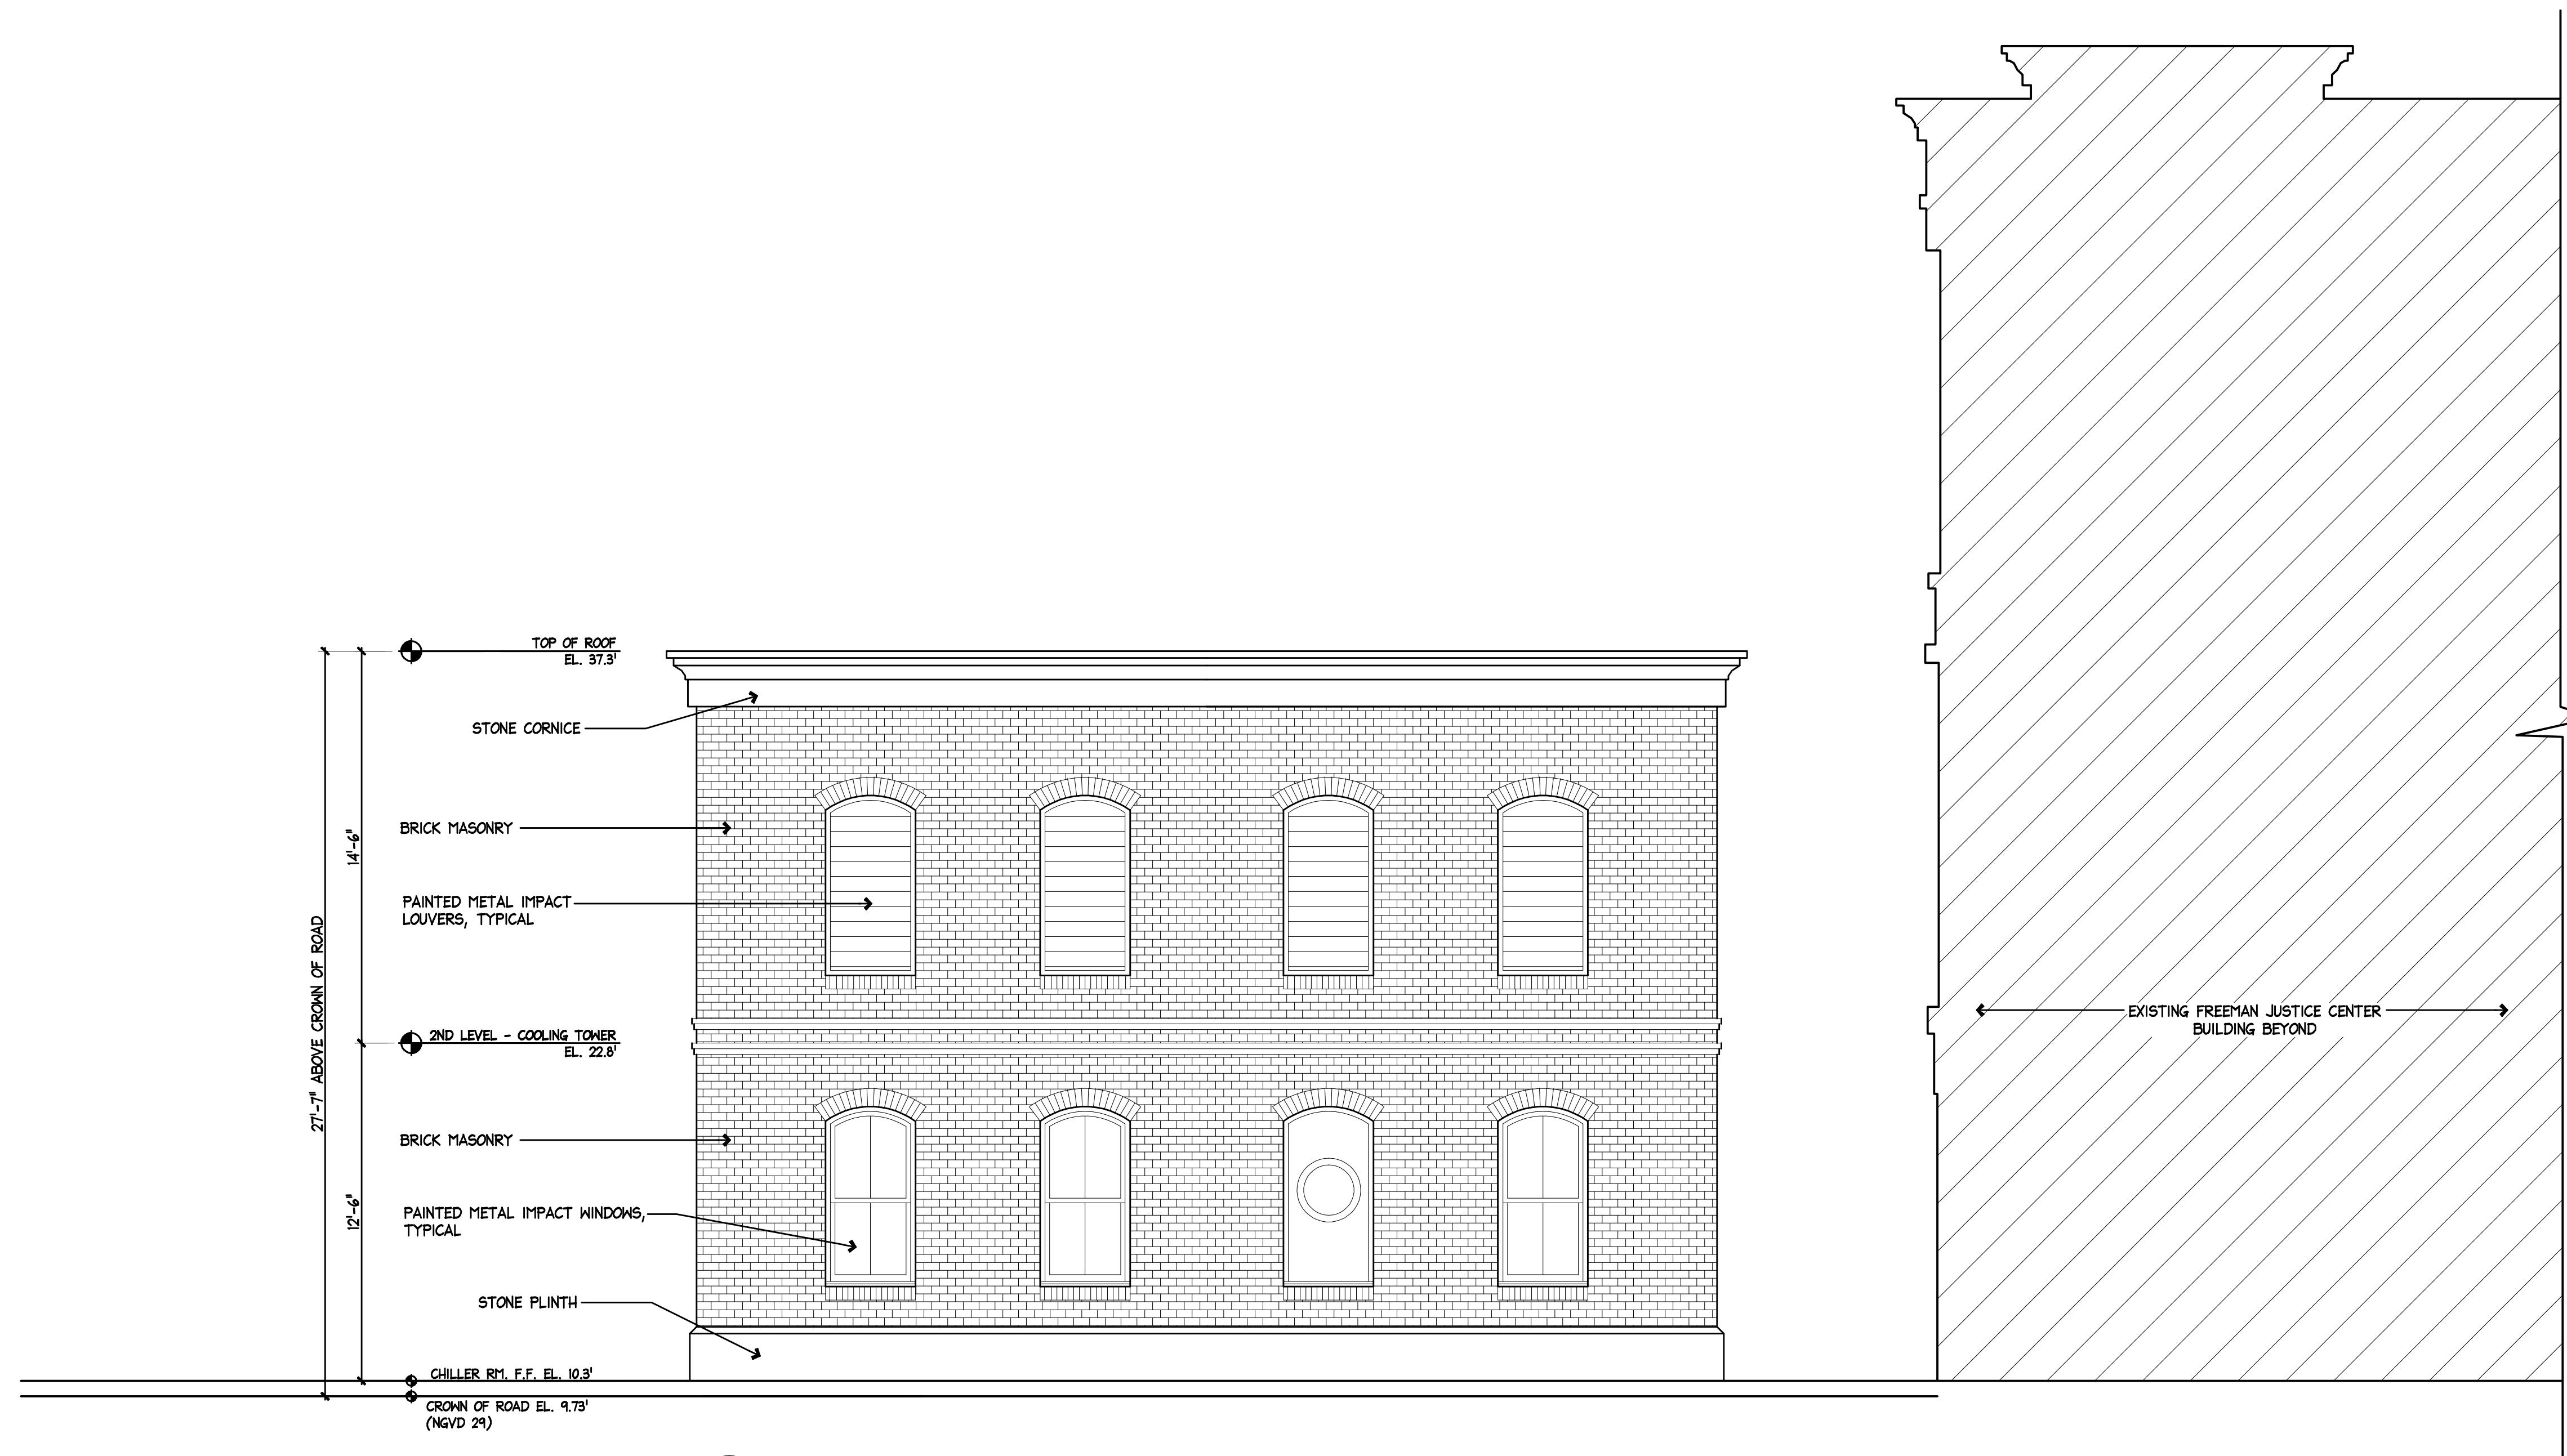 TOP OF ROOF
EL. 37.3'
STONE CORNICE
BRICK MASONRY
14'-6"
PAINTED METAL IMPACT
LOUVERS, TYPICAL
27'-7" ABOVE CROWN OF ROAD
2ND LEVEL - COOLING TOWER
EL. 22.8'
EXISTING FREEMAN JUSTICE CENTER
BUILDING BEYOND
BRICK MASONRY
12'-6"
PAINTED METAL IMPACT WINDOWS,
TYPICAL
STONE PLINTH
CHILLER RM. F.F. EL. 10.3'
CROWN OF ROAD EL. 9.73'
(NGVD 29)